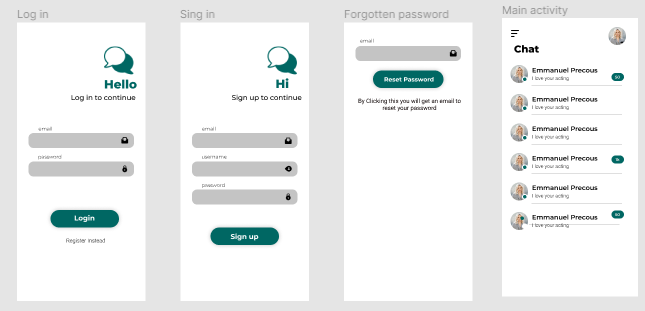 Log in
Hello
Log in to continue
email
password
Login
Register instead
Sing in
Hi
Sign up to continue
email
username
password
Sign up
Forgotten password
email
Reset Password
By Clicking this you will get an email to
reset your password
Main activity
Chat
Emmanuel Precous
I love your acting
50
Emmanuel Precous
I love your acting
Emmanuel Precous
I love your acting
Emmanuel Precous
I love your acting
Emmanuel Precous
I love your acting
Emmanuel Precous
I love your acting
50